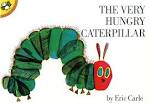 THE VERY
HUNGRY
CATERPILLAR
by Eric Carle